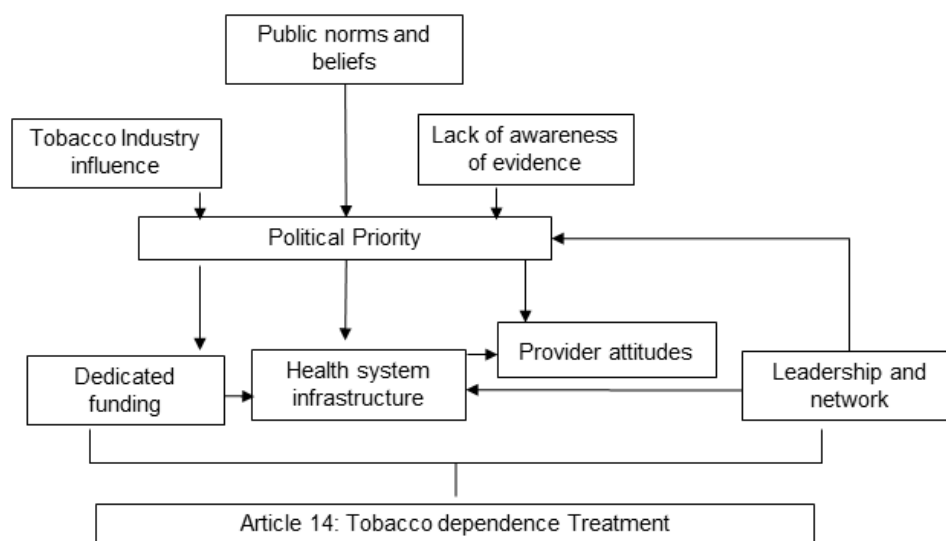 Public norms and
beliefs
Tobacco Industry
influence
Lack of awareness
of evidence
Political Priority
Dedicated
funding
Health system
infrastructure
Provider attitudes
Leadership and
network
Article 14: Tobacco dependence Treatment